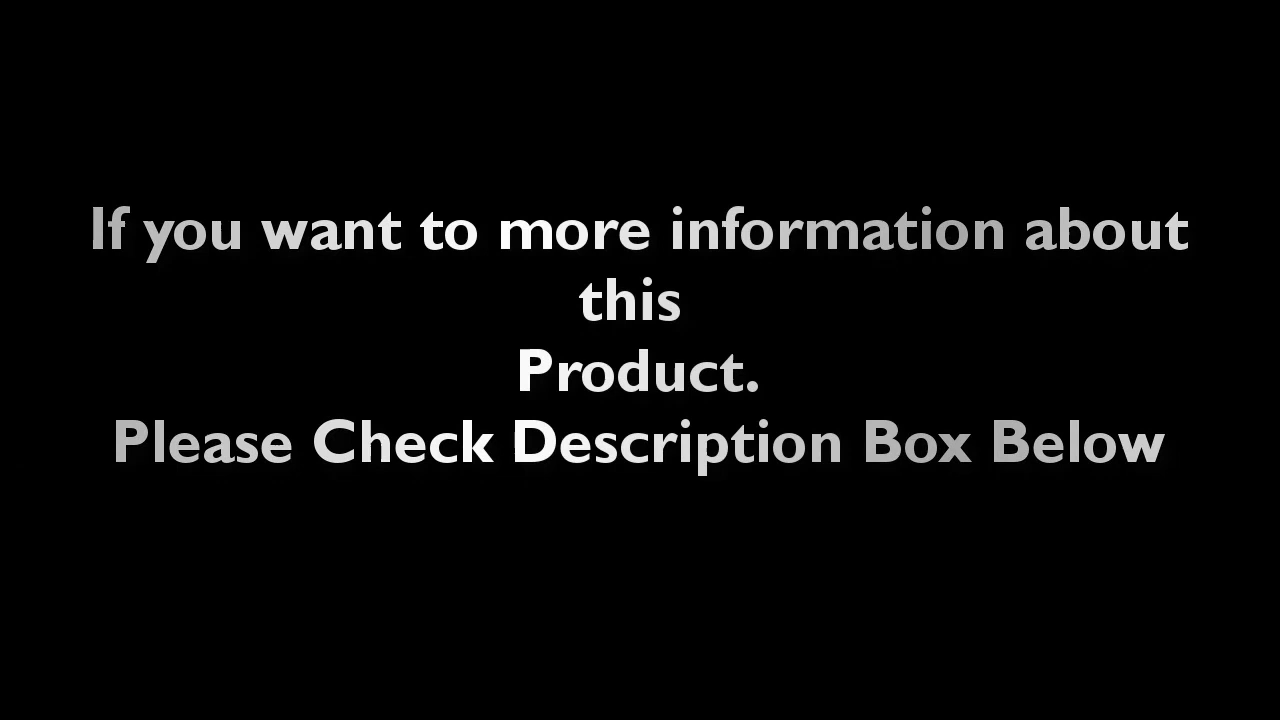 If you want to more information about
this
Product.
Please Check Description Box Below